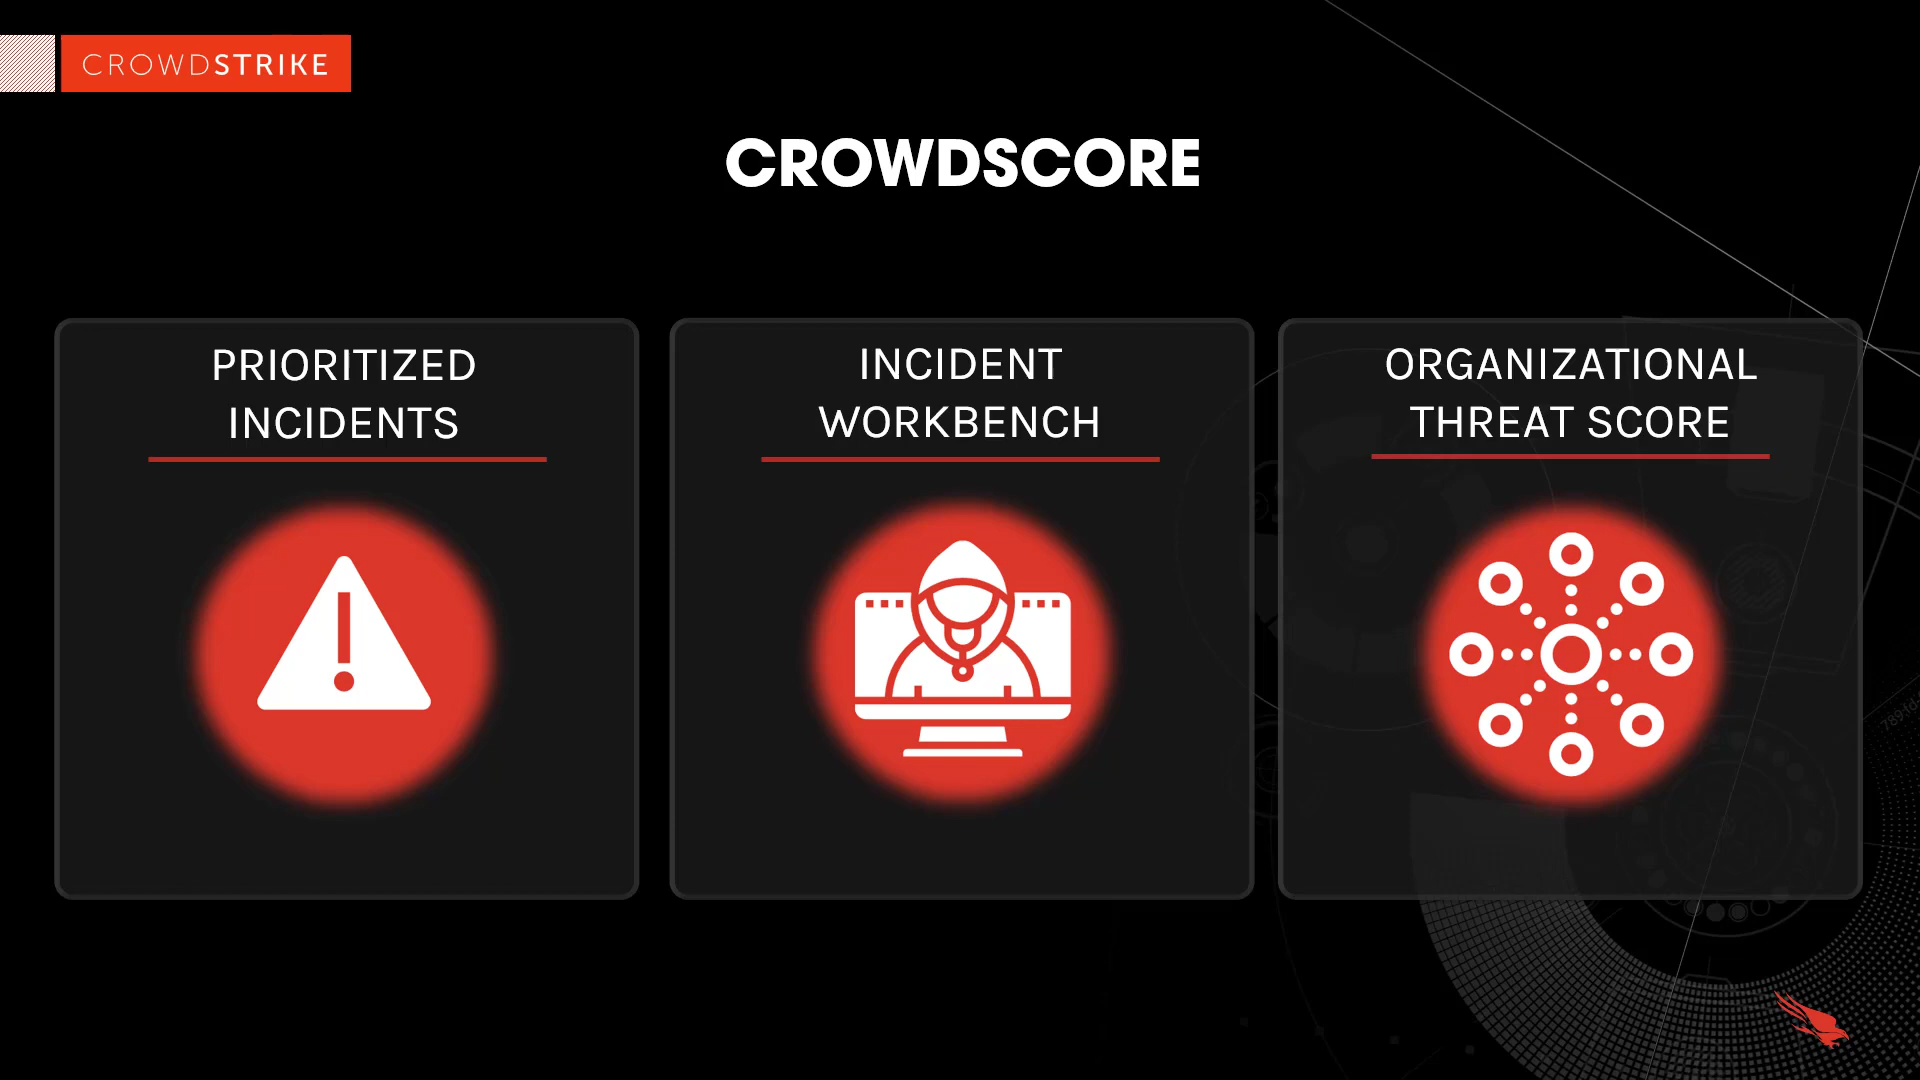 CROWDSTRIKE
CROWDSCORE
PRIORITIZED
INCIDENTS
INCIDENT
WORKBENCH
ORGANIZATIONAL
THREAT SCORE